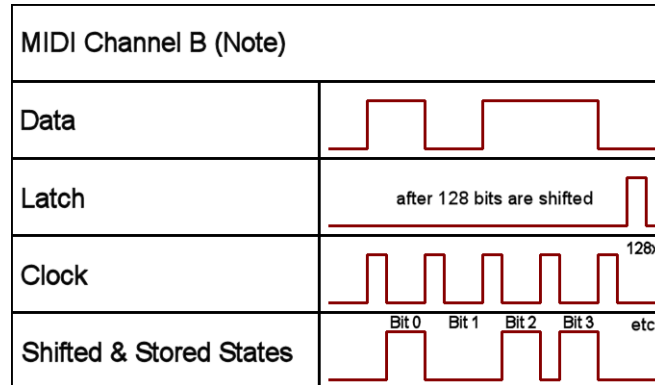 MIDI Channel B (Note)
Data
Latch
after 128 bits are shifted
Clock
128x
Shifted & Stored States
Bit 0 Bit 1 Bit 2 Bit 3 etc